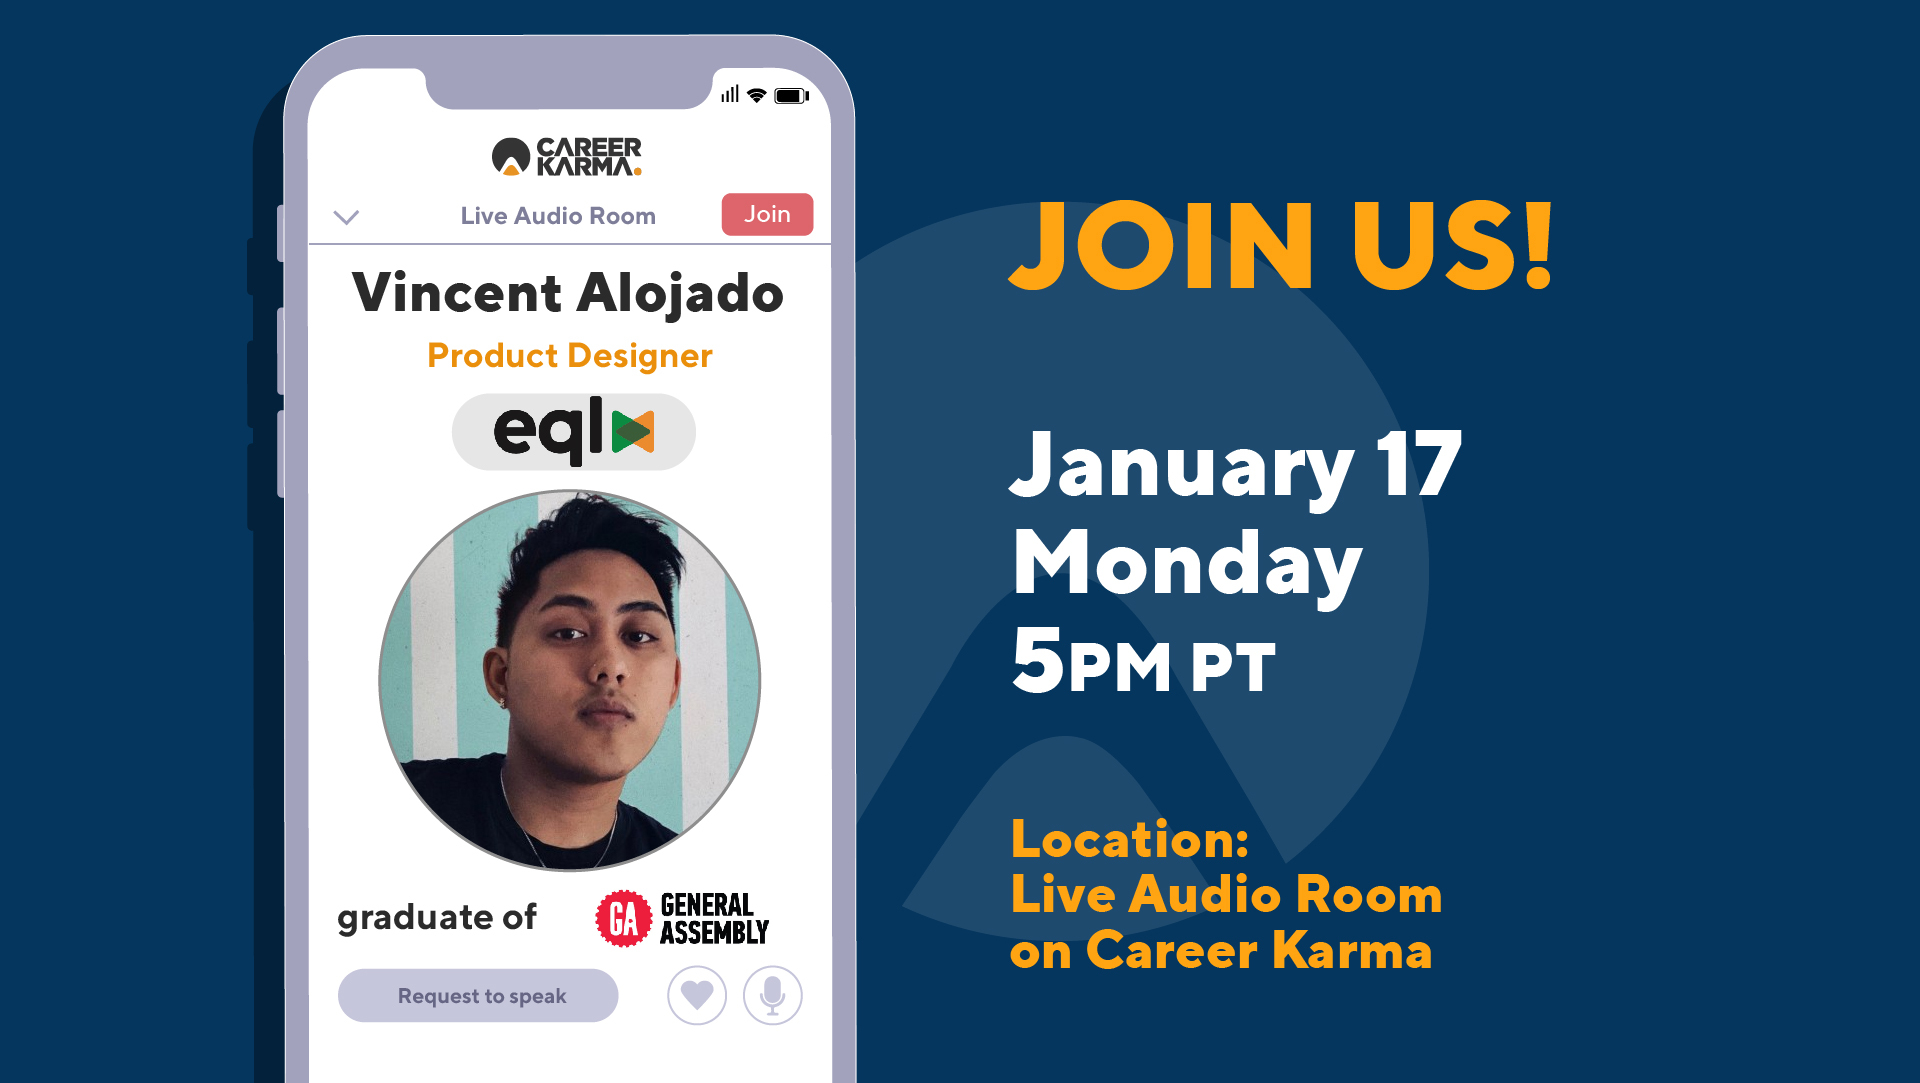 CAREER
KARMA.
Live Audio Room
Join
Vincent Alojado
Product Designer
eql
graduate of
GA
GENERAL
ASSEMBLY
Request to speak
JOIN US!
January 17
Monday
5PM PT
Location:
Live Audio Room
on Career Karma